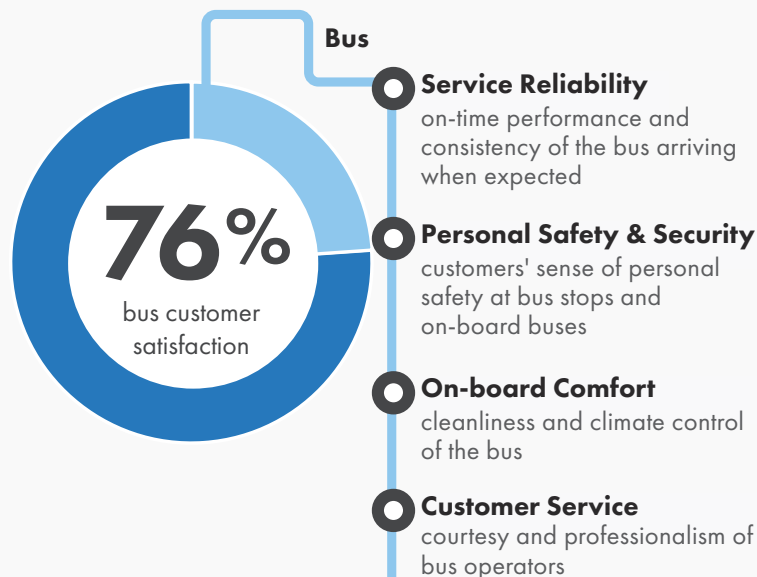 Bus
76%
bus customer
satisfaction
Service Reliability
on-time performance and
consistency of the bus arriving
when expected
Personal Safety & Security
customers' sense of personal
safety at bus stops and
on-board buses
On-board Comfort
cleanliness and climate control
of the bus
Customer Service
courtesy and professionalism of
bus operators